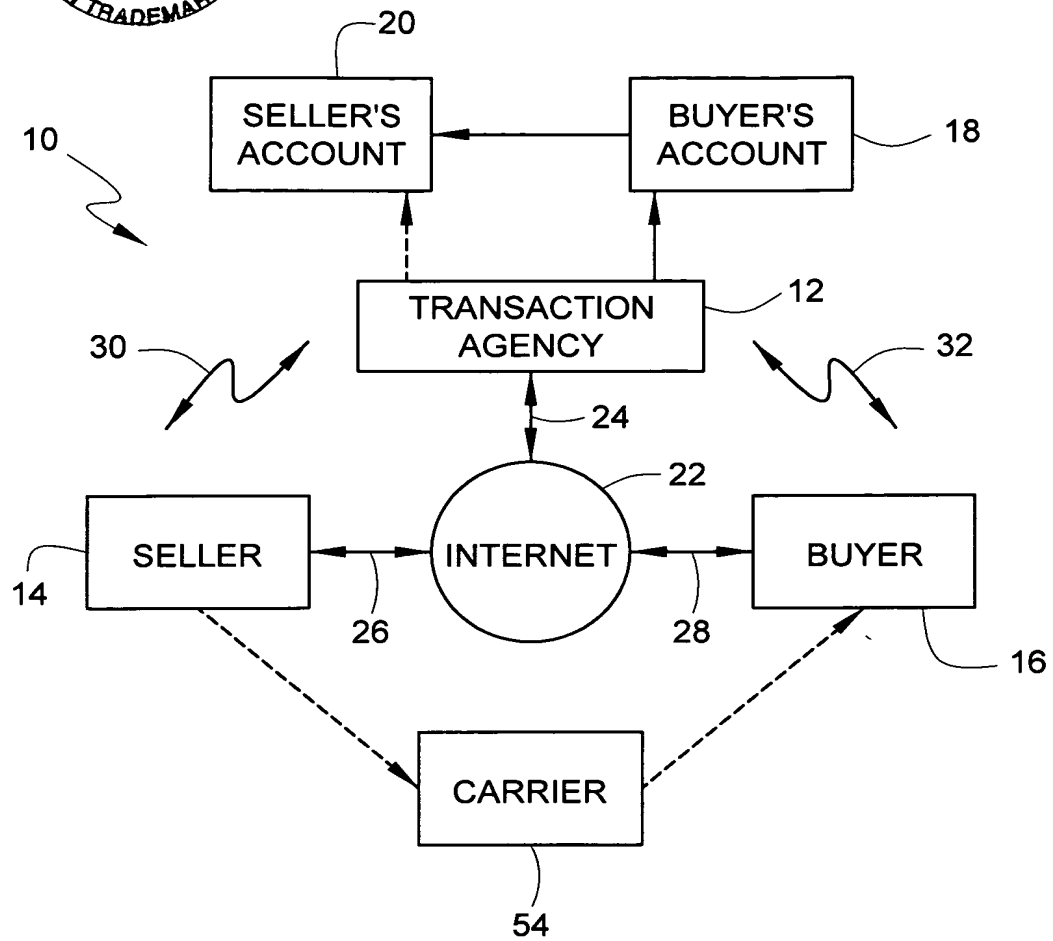 TRADEMAR
20
SELLER'S
ACCOUNT
BUYER'S
ACCOUNT
18
10
TRANSACTION
AGENCY
12
30
32
24
22
SELLER
INTERNET
BUYER
14
26
28
16
CARRIER
54